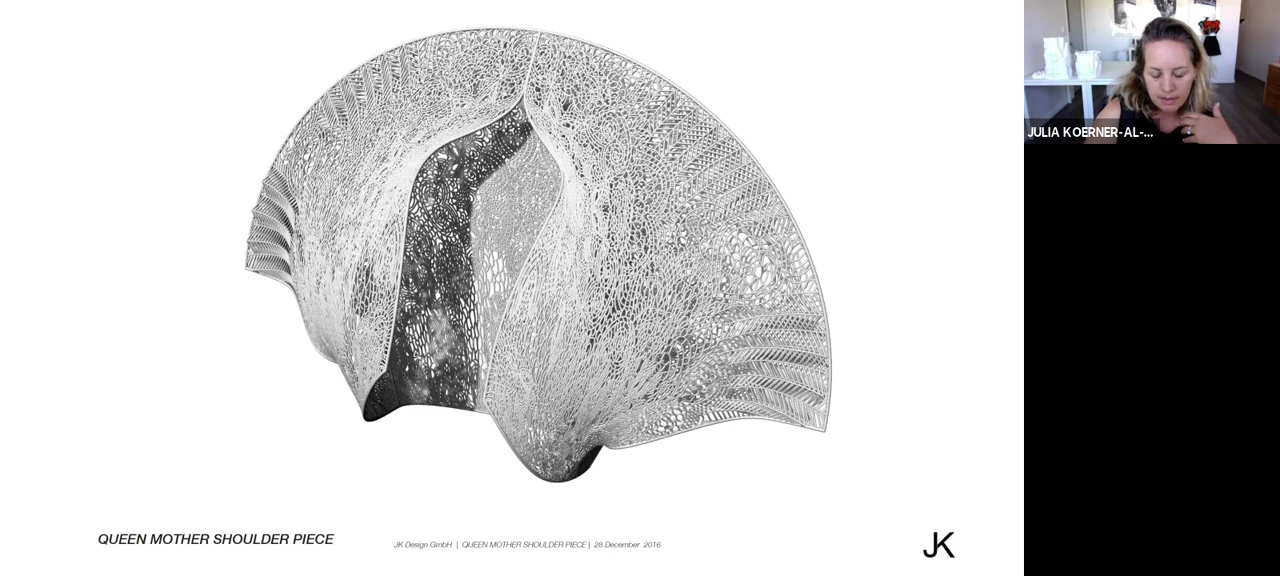 JULIA KOERNER-AL-...
QUEEN MOTHER SHOULDER PIECE
JK Design GmbH | QUEEN MOTHER SHOULDER PIECE | 28 December 2016
JK